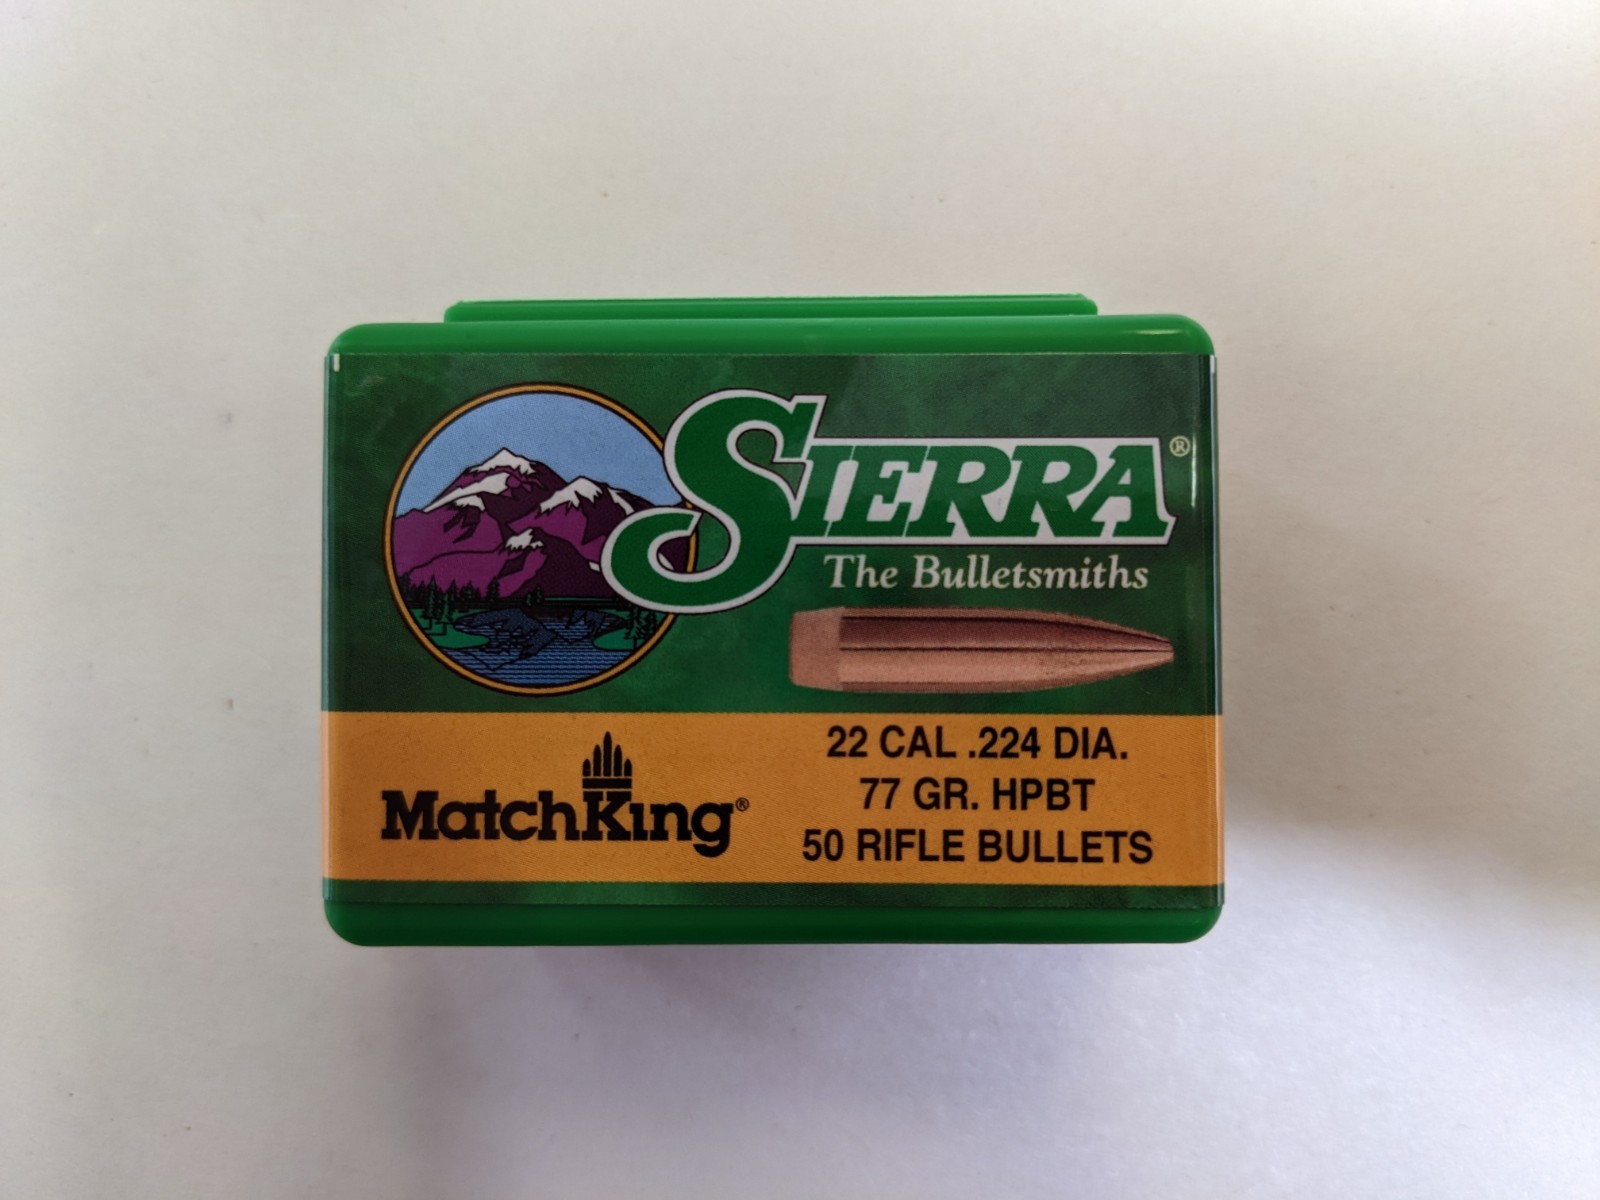 SIERRA®
The Bulletsmiths
MatchKing®
22 CAL .224 DIA.
77 GR. HPBT
50 RIFLE BULLETS